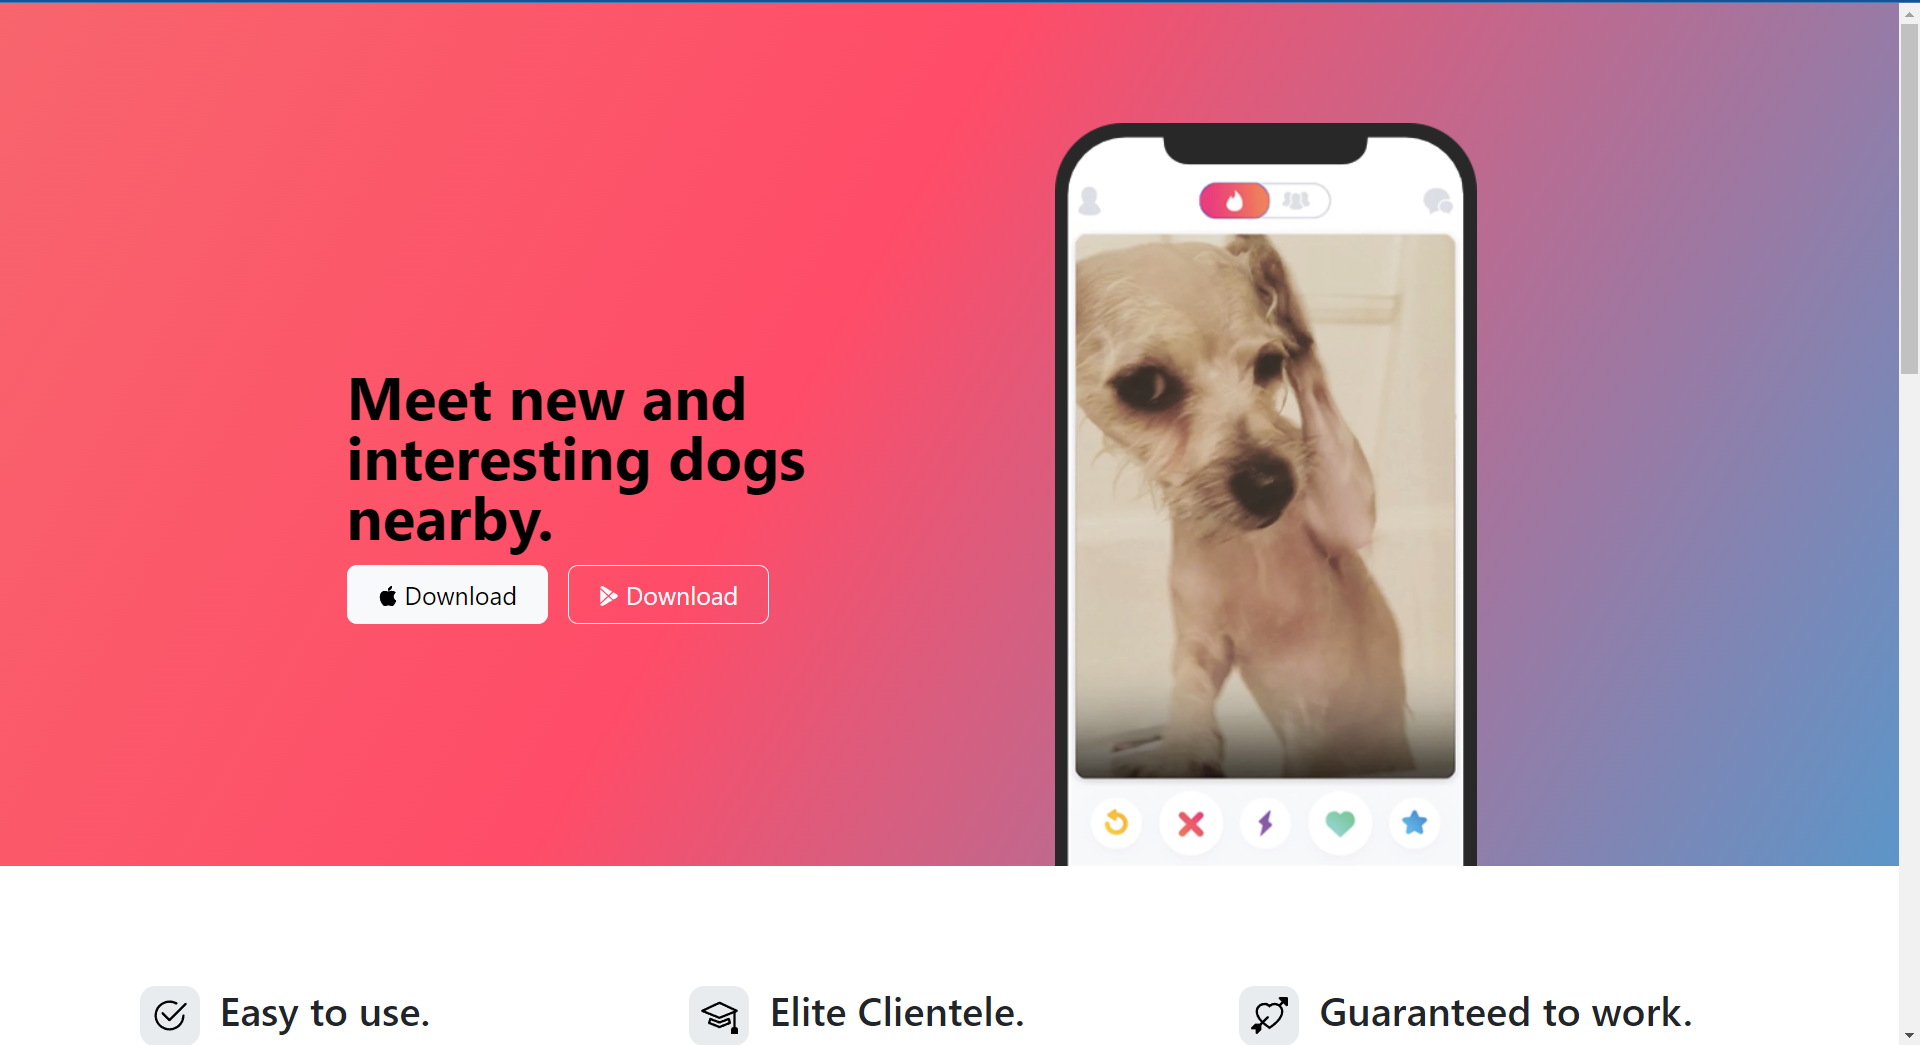 Meet new and
interesting dogs
nearby.
Download
Download
Easy to use.
Elite Clientele.
Guaranteed to work.